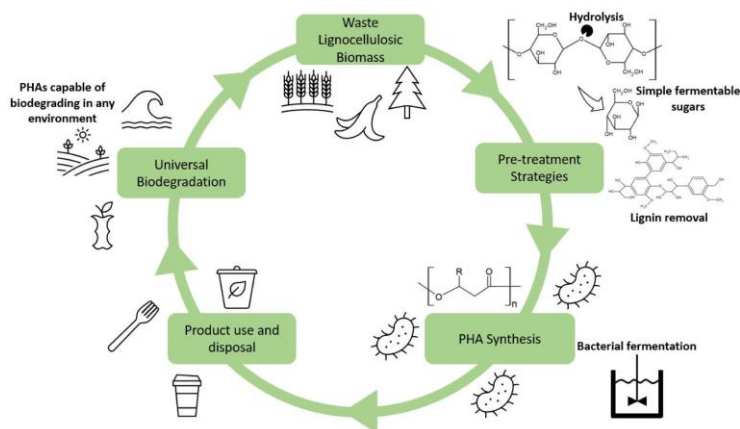 Waste
Lignocellulosic
Biomass
Hydrolysis
Simple fermentable
sugars
Pre-treatment
Strategies
Lignin removal
R
O
O
n
PHA Synthesis
Bacterial fermentation
Product use and
disposal
Universal
Biodegradation
PHAs capable of
biodegrading in any
environment